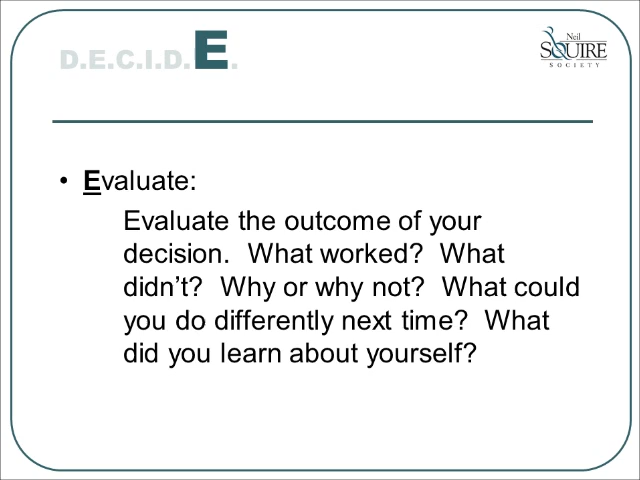 D.E.C.I.D.E.
Neil
SQUIRE
SOCIETY
• Evaluate:
Evaluate the outcome of your
decision.  What worked?  What
didn’t?  Why or why not?  What could
you do differently next time?  What
did you learn about yourself?